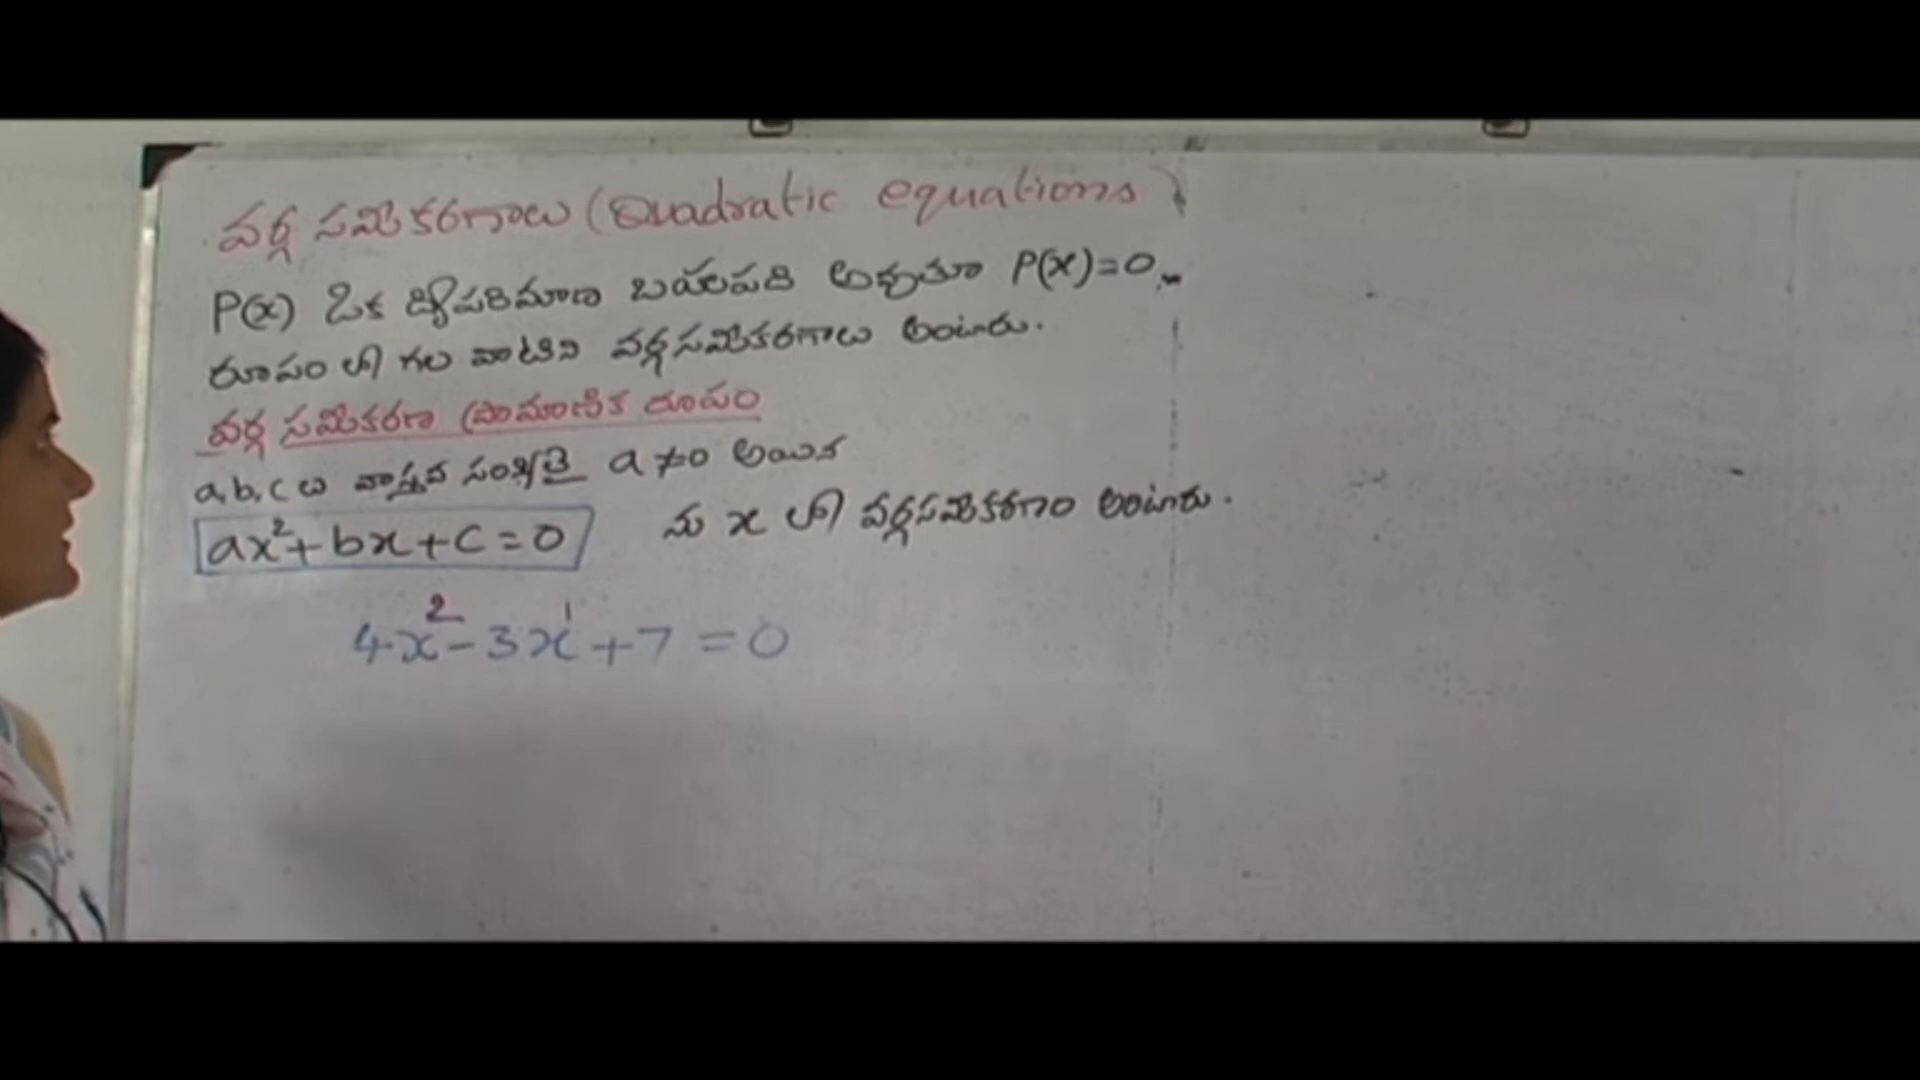 వర్గ సమీకరణాలు (Quadratic equations)
P(x) ఒక ద్విపరిమాణ బహుపది అవుతూ P(x)=0
రూపం లో గల వాటిని వర్గసమీకరణాలు అంటారు.
వర్గ సమీకరణ ప్రామాణిక రూపం
a,b,c లు వాస్తవ సంఖ్యలై a≠0 అయిన
ax²+bx+c=0 ను x లో వర్గసమీకరణం అంటారు.
4x²-3x¹+7=0